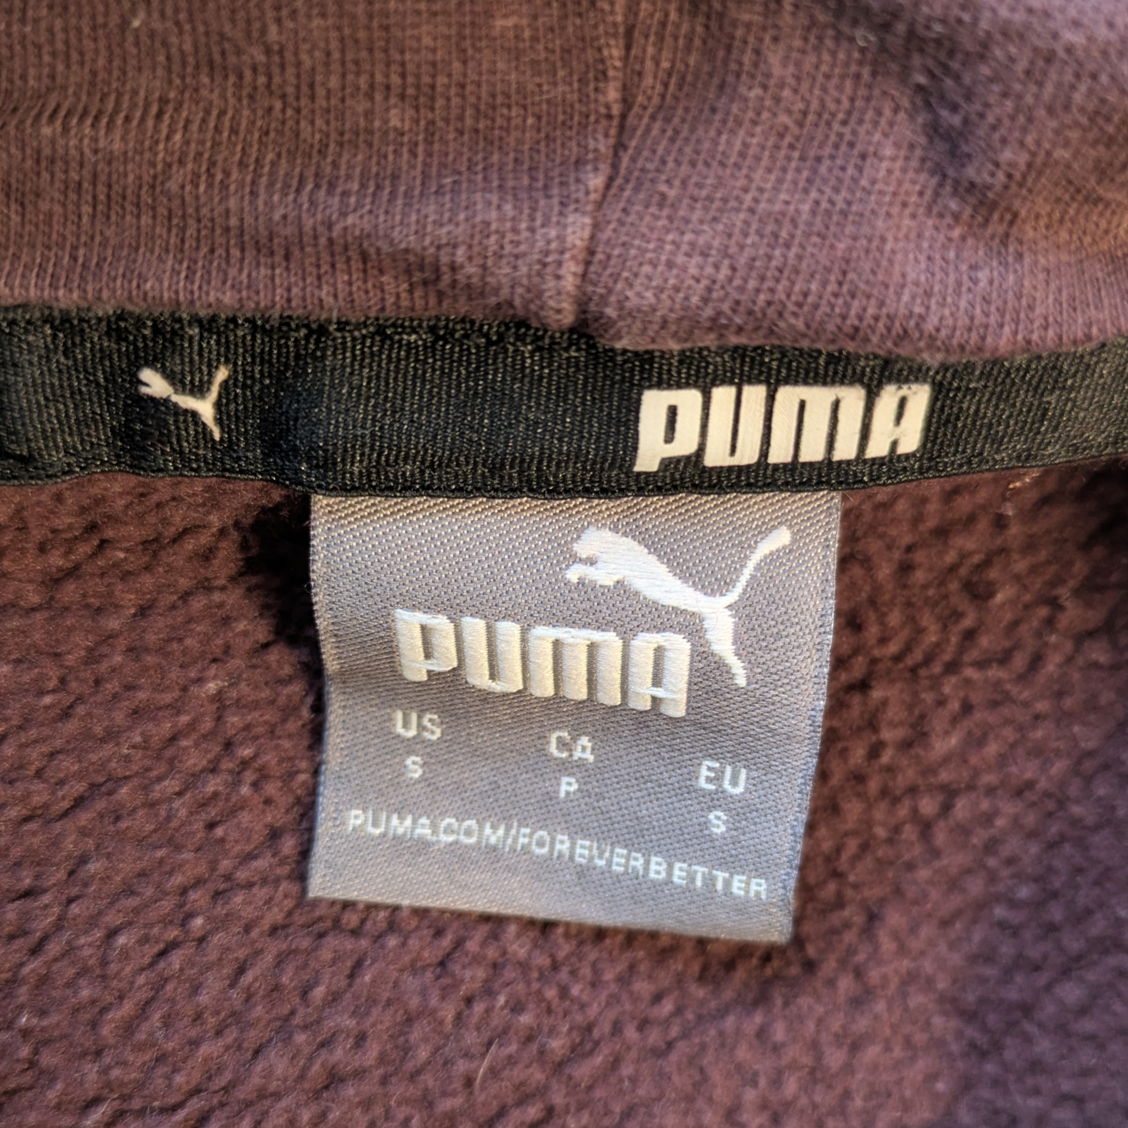 PUMA
PUMA
US CA EU
S P S
PUMA.COM/FOREVERBETTER